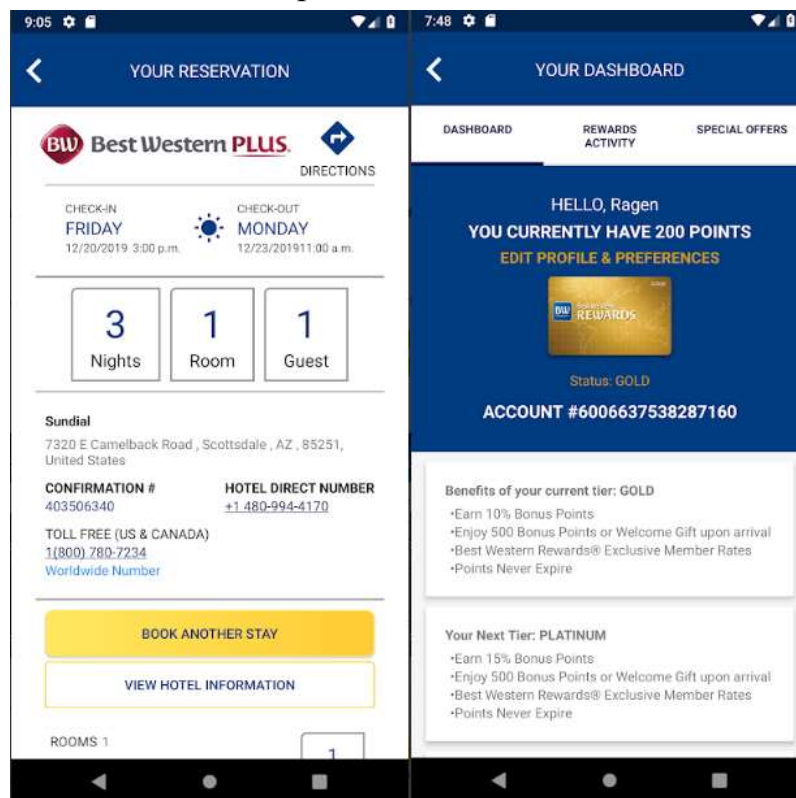 9:05
YOUR RESERVATION
BW Best Western PLUS.
DIRECTIONS
CHECK-IN
FRIDAY
12/20/2019 3:00 p.m.
CHECK-OUT
MONDAY
12/23/201911:00 a.m.
3
Nights
1
Room
1
Guest
Sundial
7320 E Camelback Road , Scottsdale , AZ , 85251,
United States
CONFIRMATION #
403506340
HOTEL DIRECT NUMBER
+1 480-994-4170
TOLL FREE (US & CANADA)
1(800) 780-7234
Worldwide Number
BOOK ANOTHER STAY
VIEW HOTEL INFORMATION
ROOMS 1
1
7:48
YOUR DASHBOARD
DASHBOARD
REWARDS
ACTIVITY
SPECIAL OFFERS
HELLO, Ragen
YOU CURRENTLY HAVE 200 POINTS
EDIT PROFILE & PREFERENCES
BW
REWARDS
Status: GOLD
ACCOUNT #6006637538287160
Benefits of your current tier: GOLD
•Earn 10% Bonus Points
•Enjoy 500 Bonus Points or Welcome Gift upon arrival
•Best Western Rewards® Exclusive Member Rates
•Points Never Expire
Your Next Tier: PLATINUM
•Earn 15% Bonus Points
•Enjoy 500 Bonus Points or Welcome Gift upon arrival
•Best Western Rewards® Exclusive Member Rates
•Points Never Expire